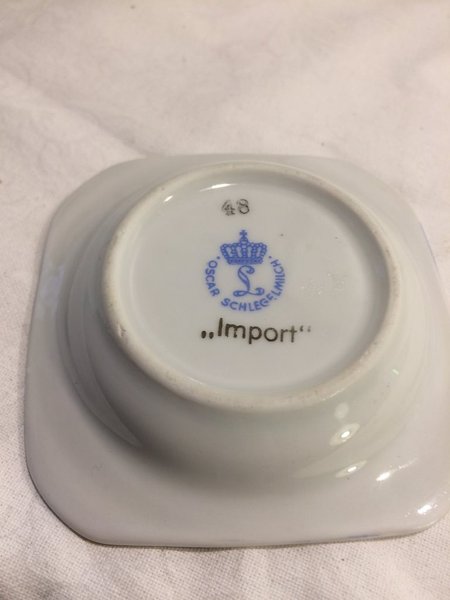 48
L
· OSCAR SCHLEGELMILCH ·
„Import“